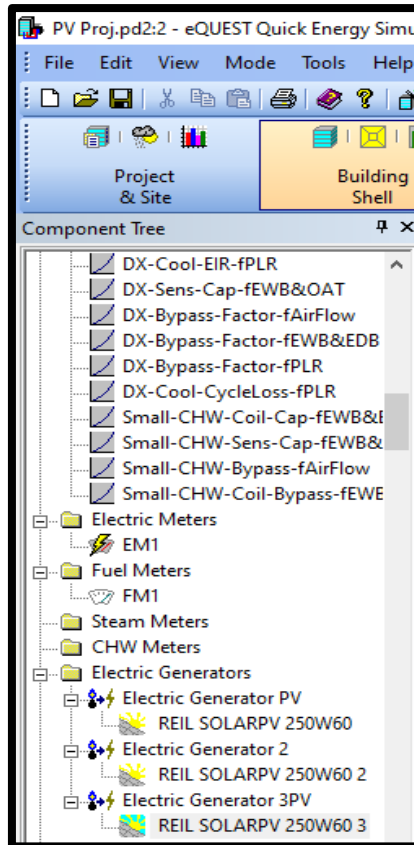 PV Proj.pd2:2 - eQUEST Quick Energy Simu
File Edit View Mode Tools Help
Project & Site
Building Shell
Component Tree
DX-Cool-EIR-fPLR
DX-Sens-Cap-fEWB&OAT
DX-Bypass-Factor-fAirFlow
DX-Bypass-Factor-fEWB&EDB
DX-Bypass-Factor-fPLR
DX-Cool-CycleLoss-fPLR
Small-CHW-Coil-Cap-fEWB&E
Small-CHW-Sens-Cap-fEWB&
Small-CHW-Bypass-fAirFlow
Small-CHW-Coil-Bypass-fEWB
Electric Meters
EM1
Fuel Meters
FM1
Steam Meters
CHW Meters
Electric Generators
Electric Generator PV
REIL SOLARPV 250W60
Electric Generator 2
REIL SOLARPV 250W60 2
Electric Generator 3PV
REIL SOLARPV 250W60 3